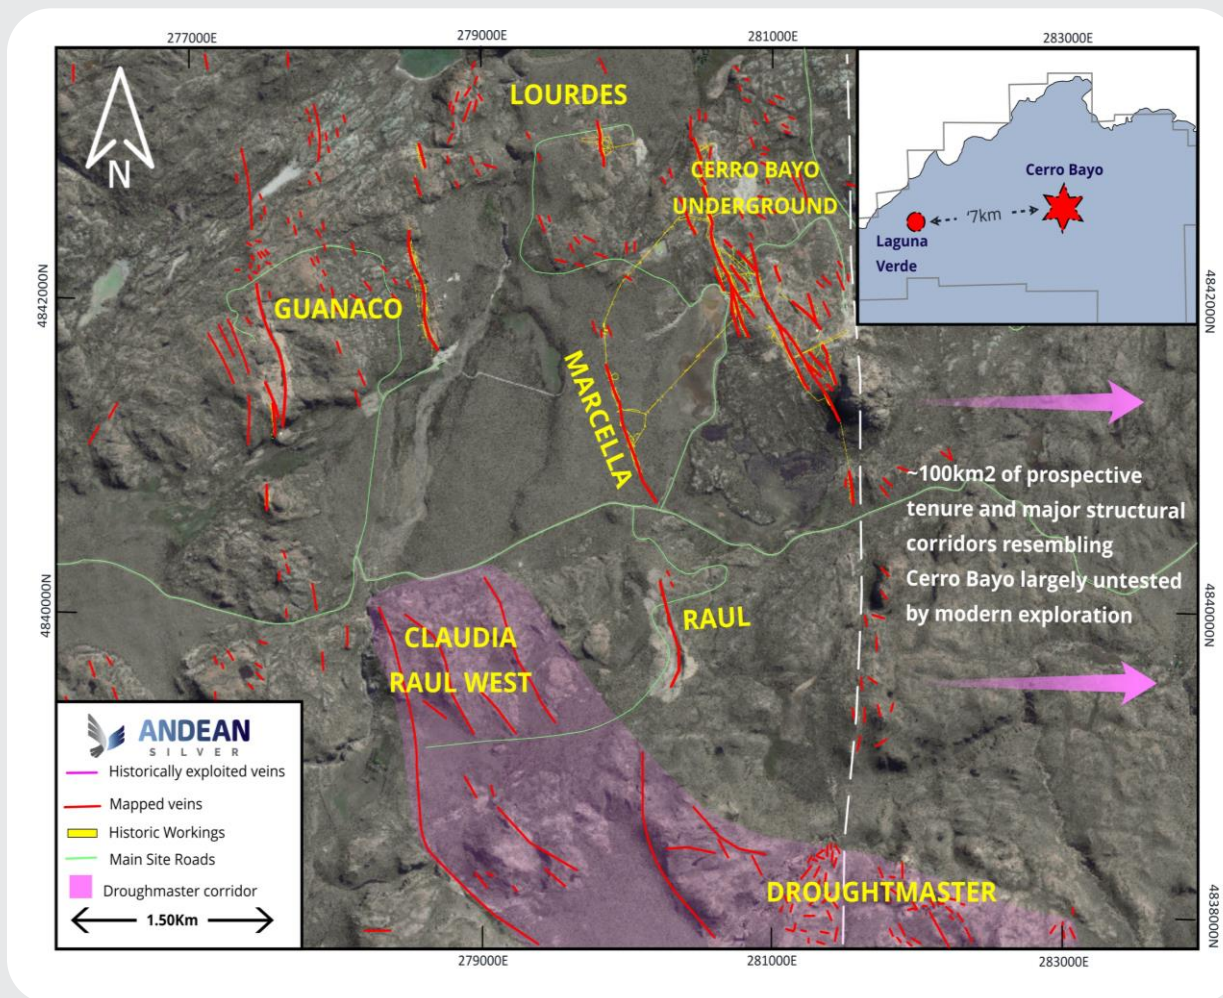 277000E
279000E
281000E
283000E
N
LOURDES
CERRO BAYO
UNDERGROUND
Cerro Bayo
'7km
Laguna
Verde
4842000N
4842000N
GUANACO
MARCELLA
~100km2 of prospective
tenure and major structural
corridors resembling
Cerro Bayo largely untested
by modern exploration
4840000N
4840000N
RAUL
CLAUDIA
RAUL WEST
ANDEAN
SILVER
Historically exploited veins
Mapped veins
Historic Workings
Main Site Roads
Droughmaster corridor
1.50Km
DROUGHTMASTER
4838000N
279000E
281000E
283000E